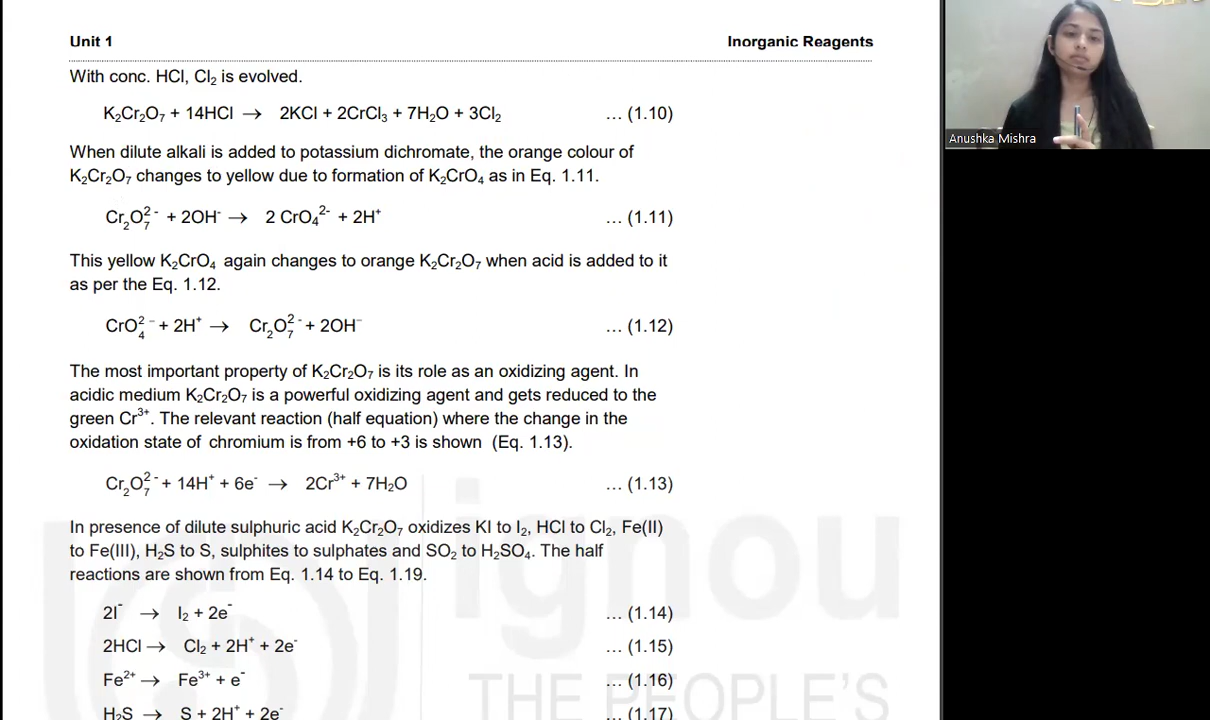 Unit 1 Inorganic Reagents
With conc. HCl, Cl₂ is evolved.
K₂Cr₂O₇ + 14HCl → 2KCl + 2CrCl₃ + 7H₂O + 3Cl₂ ... (1.10)
When dilute alkali is added to potassium dichromate, the orange colour of
K₂Cr₂O₇ changes to yellow due to formation of K₂CrO₄ as in Eq. 1.11.
Cr₂O₇²⁻ + 2OH⁻ → 2 CrO₄²⁻ + 2H⁺ ... (1.11)
This yellow K₂CrO₄ again changes to orange K₂Cr₂O₇ when acid is added to it
as per the Eq. 1.12.
CrO₄²⁻ + 2H⁺ → Cr₂O₇²⁻ + 2OH⁻ ... (1.12)
The most important property of K₂Cr₂O₇ is its role as an oxidizing agent. In
acidic medium K₂Cr₂O₇ is a powerful oxidizing agent and gets reduced to the
green Cr³⁺. The relevant reaction (half equation) where the change in the
oxidation state of chromium is from +6 to +3 is shown (Eq. 1.13).
Cr₂O₇²⁻ + 14H⁺ + 6e⁻ → 2Cr³⁺ + 7H₂O ... (1.13)
In presence of dilute sulphuric acid K₂Cr₂O₇ oxidizes KI to I₂, HCl to Cl₂, Fe(II)
to Fe(III), H₂S to S, sulphites to sulphates and SO₂ to H₂SO₄. The half
reactions are shown from Eq. 1.14 to Eq. 1.19.
2I⁻ → I₂ + 2e⁻ ... (1.14)
2HCl → Cl₂ + 2H⁺ + 2e⁻ ... (1.15)
Fe²⁺ → Fe³⁺ + e⁻ ... (1.16)
H₂S → S + 2H⁺ + 2e⁻ ... (1.17)
ignou
THE PEOPLE'S
Anushka Mishra